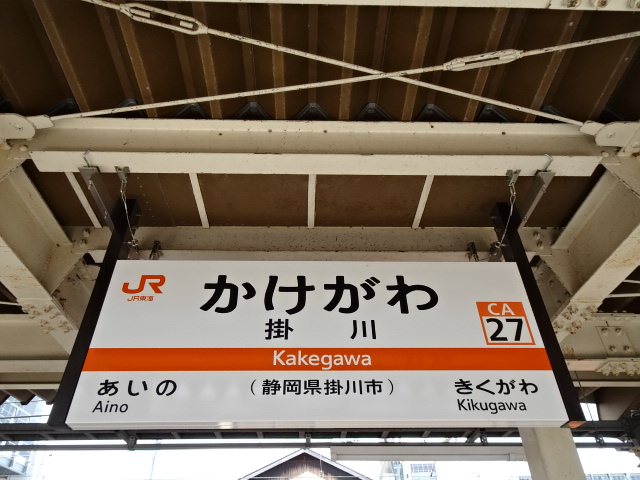 JR
JR東海
かけがわ
掛川
CA
27
Kakegawa
あいの
Aino
(静岡県掛川市)
きくがわ
Kikugawa